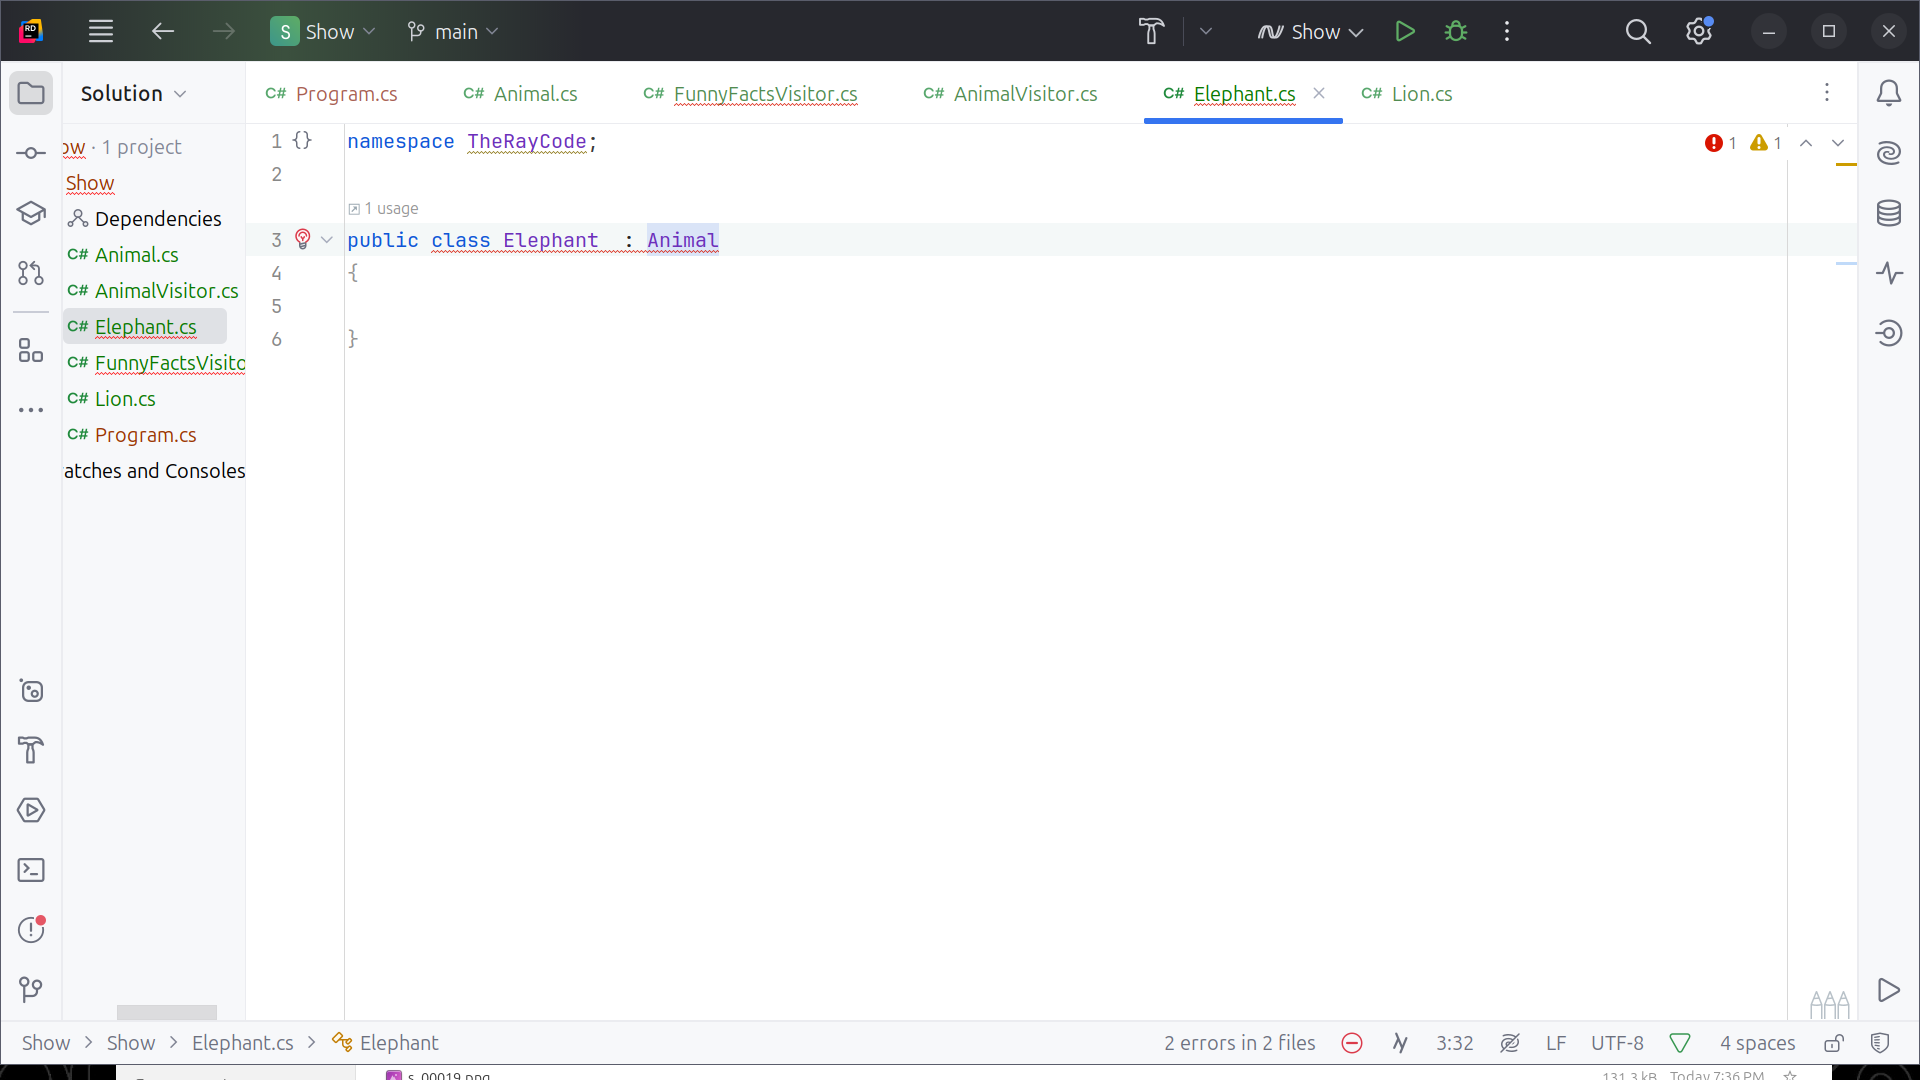 RD
S Show
main
Show
Solution
C# Program.cs
C# Animal.cs
C# FunnyFactsVisitor.cs
C# AnimalVisitor.cs
C# Elephant.cs
C# Lion.cs
ow · 1 project
Show
Dependencies
C# Animal.cs
C# AnimalVisitor.cs
C# Elephant.cs
C# FunnyFactsVisito
C# Lion.cs
C# Program.cs
atches and Consoles
1 {} namespace TheRayCode;
1 1
2
1 usage
3 public class Elephant  : Animal
4 {
5
6 }
Show > Show > Elephant.cs > Elephant
2 errors in 2 files
3:32
LF
UTF-8
4 spaces
s_00019.png
131.3 kB
Today 7:36 PM